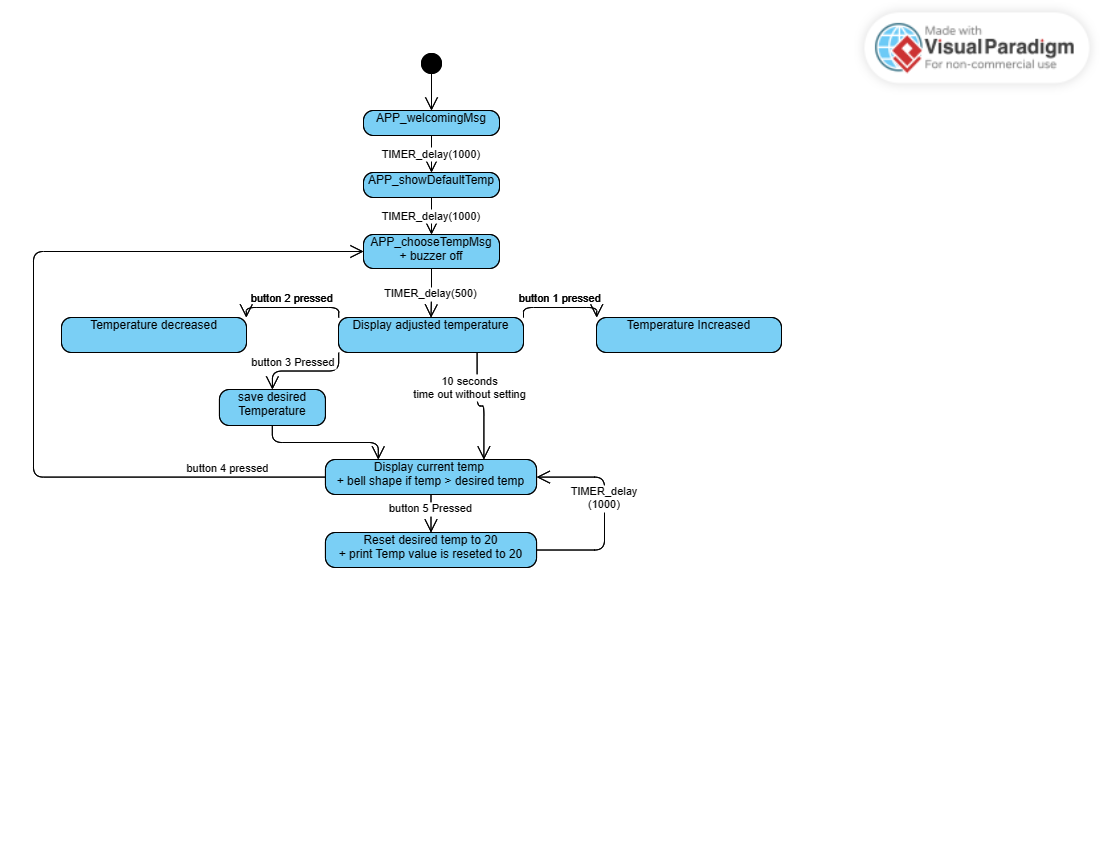 Made with
Visual Paradigm
For non-commercial use
APP_welcomingMsg
TIMER_delay(1000)
APP_showDefaultTemp
TIMER_delay(1000)
APP_chooseTempMsg
+ buzzer off
TIMER_delay(500)
button 2 pressed
button 1 pressed
Temperature decreased
Display adjusted temperature
Temperature Increased
button 3 Pressed
10 seconds
time out without setting
save desired
Temperature
button 4 pressed
Display current temp
+ bell shape if temp > desired temp
TIMER_delay
(1000)
button 5 Pressed
Reset desired temp to 20
+ print Temp value is reseted to 20